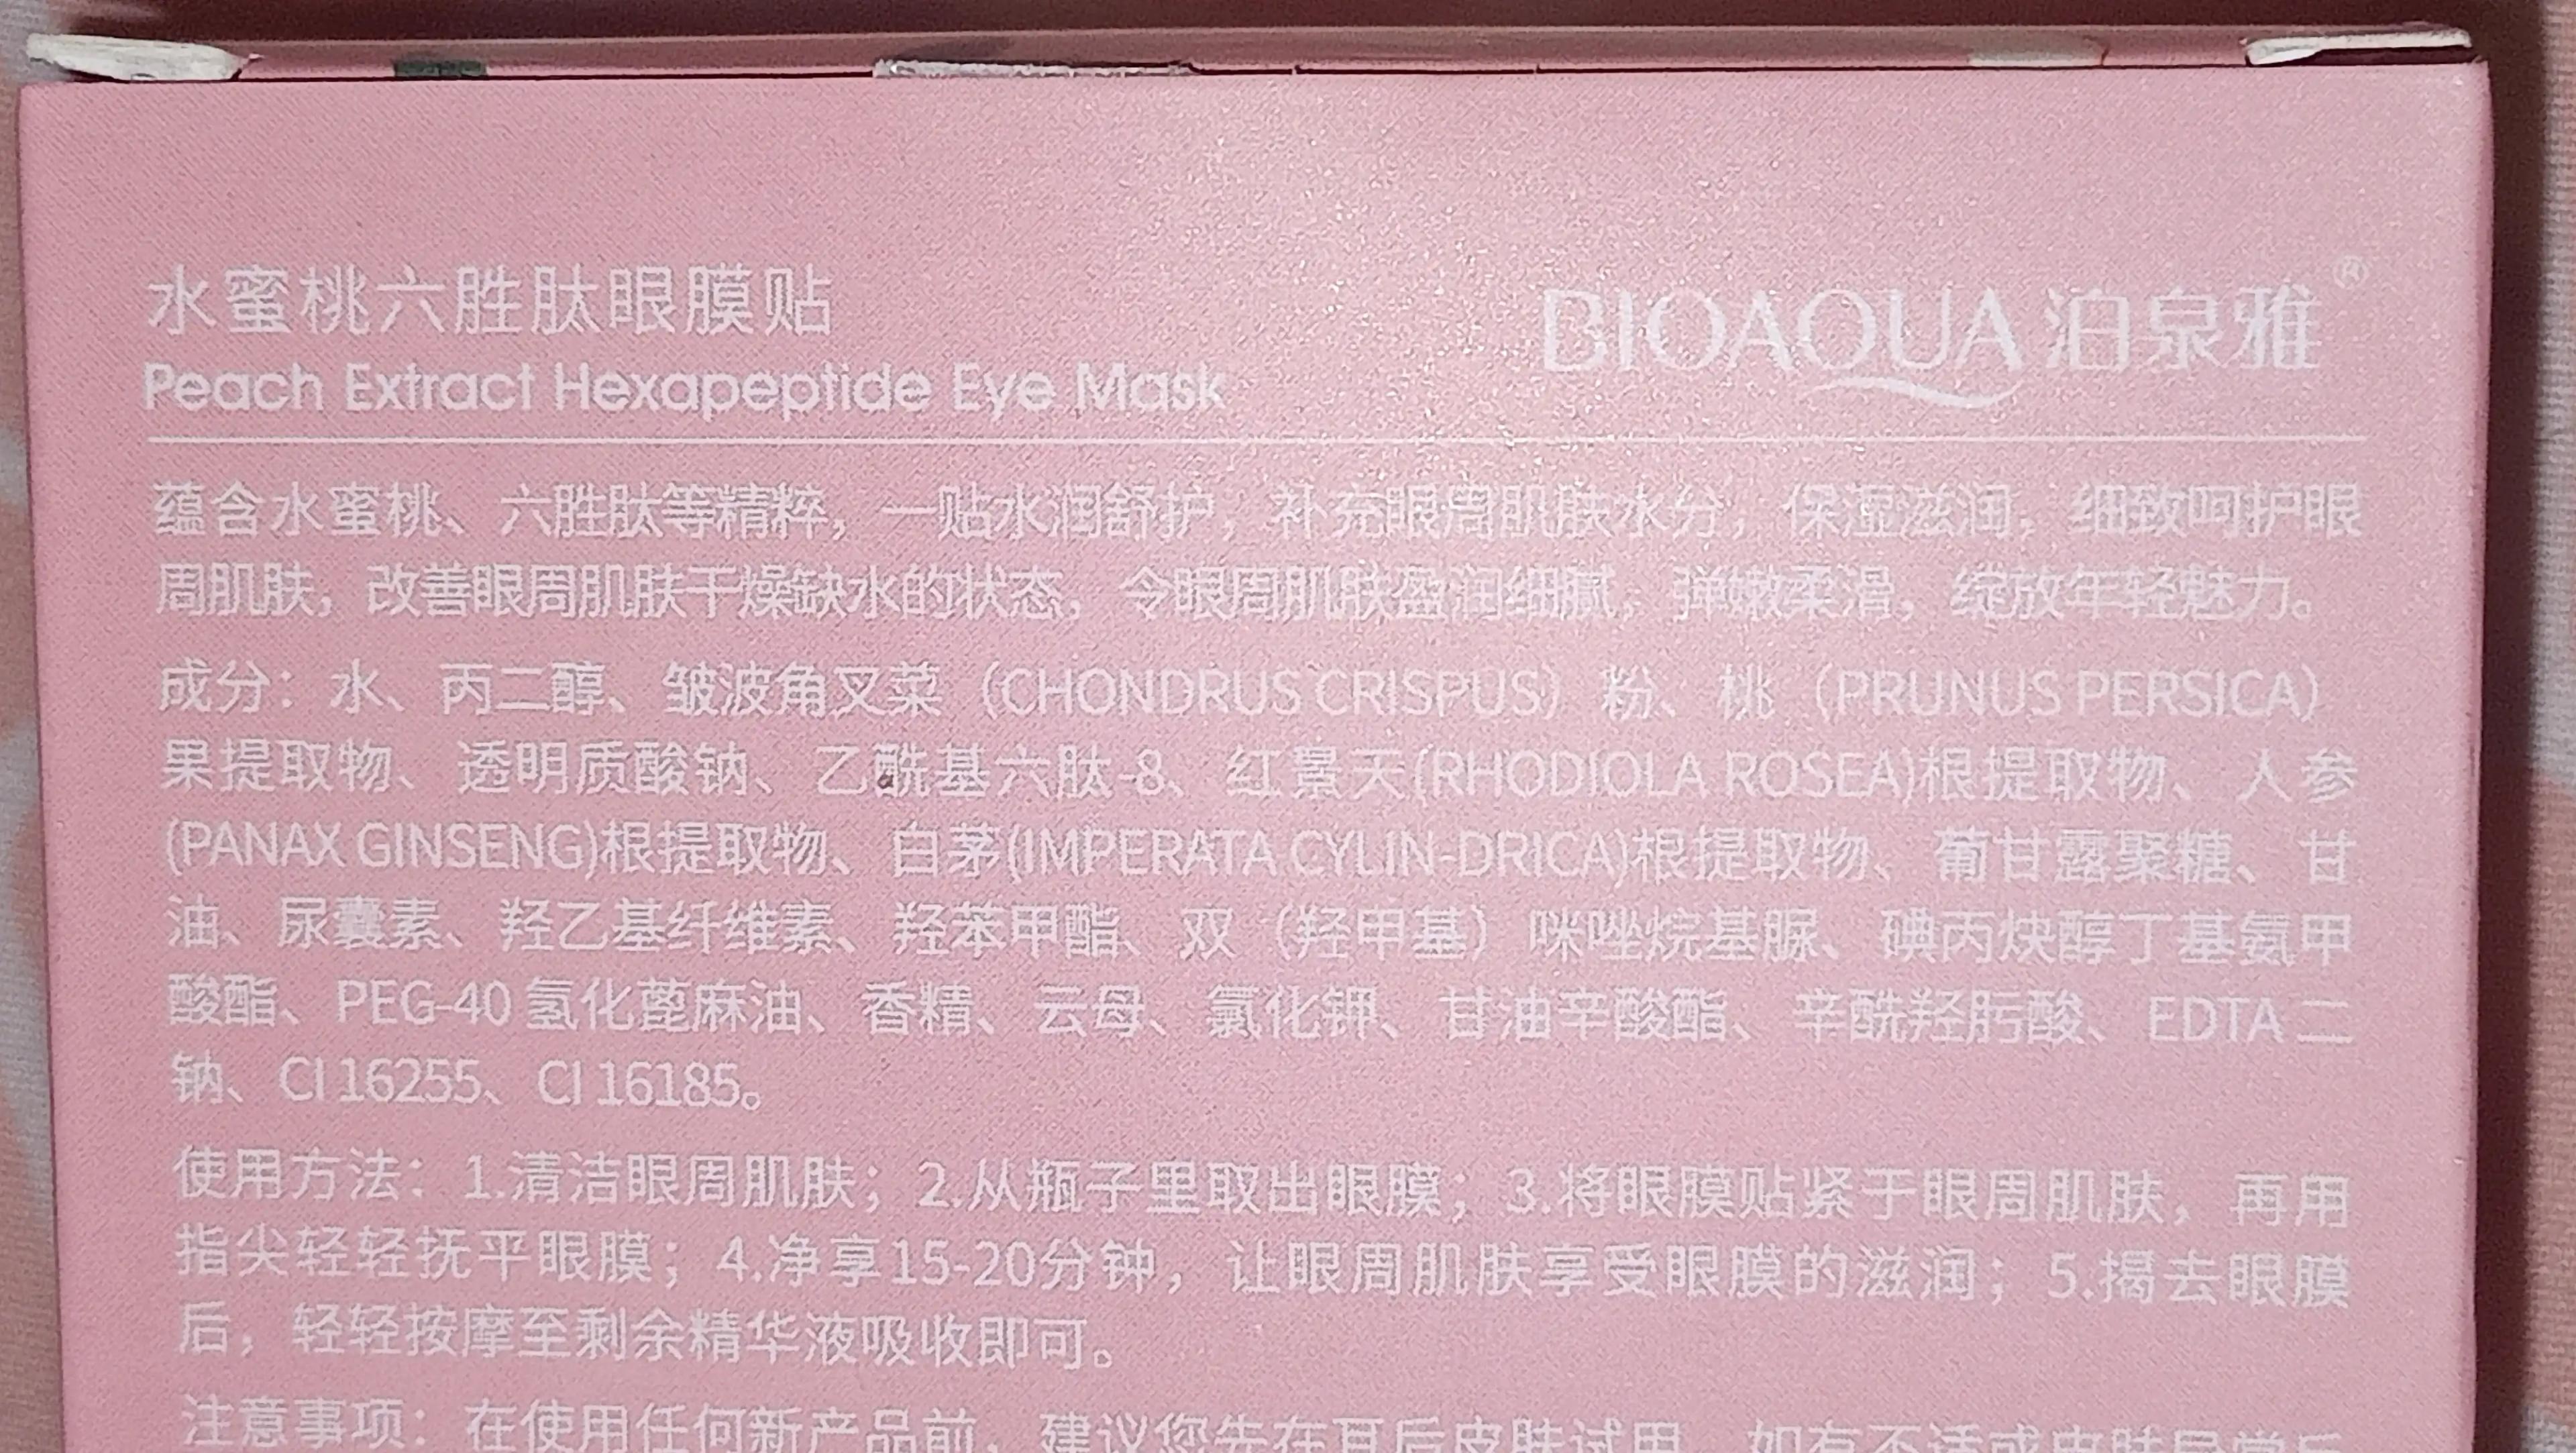 水蜜桃六胜肽眼膜贴
BIOAQUA 泊泉雅®
Peach Extract Hexapeptide Eye Mask
蕴含水蜜桃、六胜肽等精粹，一贴水润舒护，补充眼周肌肤水分，保湿滋润，细致呵护眼
周肌肤，改善眼周肌肤干燥缺水的状态，令眼周肌肤盈润细腻，弹嫩柔滑，绽放年轻魅力。
成分：水、丙二醇、皱波角叉菜（CHONDRUS CRISPUS）粉、桃（PRUNUS PERSICA）
果提取物、透明质酸钠、乙酰基六肽-8、红景天(RHODIOLA ROSEA)根提取物、人参
(PANAX GINSENG)根提取物、白茅(IMPERATA CYLIN-DRICA)根提取物、葡甘露聚糖、甘
油、尿囊素、羟乙基纤维素、羟苯甲酯、双（羟甲基）咪唑烷基脲、碘丙炔醇丁基氨甲
酸酯、PEG-40 氢化蓖麻油、香精、云母、氯化钾、甘油辛酸酯、辛酰羟肟酸、EDTA 二
钠、CI 16255、CI 16185。
使用方法：1.清洁眼周肌肤；2.从瓶子里取出眼膜；3.将眼膜贴紧于眼周肌肤，再用
指尖轻轻抚平眼膜；4.净享15-20分钟，让眼周肌肤享受眼膜的滋润；5.揭去眼膜
后，轻轻按摩至剩余精华液吸收即可。
注意事项：在使用任何新产品前，建议您先在耳后皮肤试用，如有不适或皮肤异常后